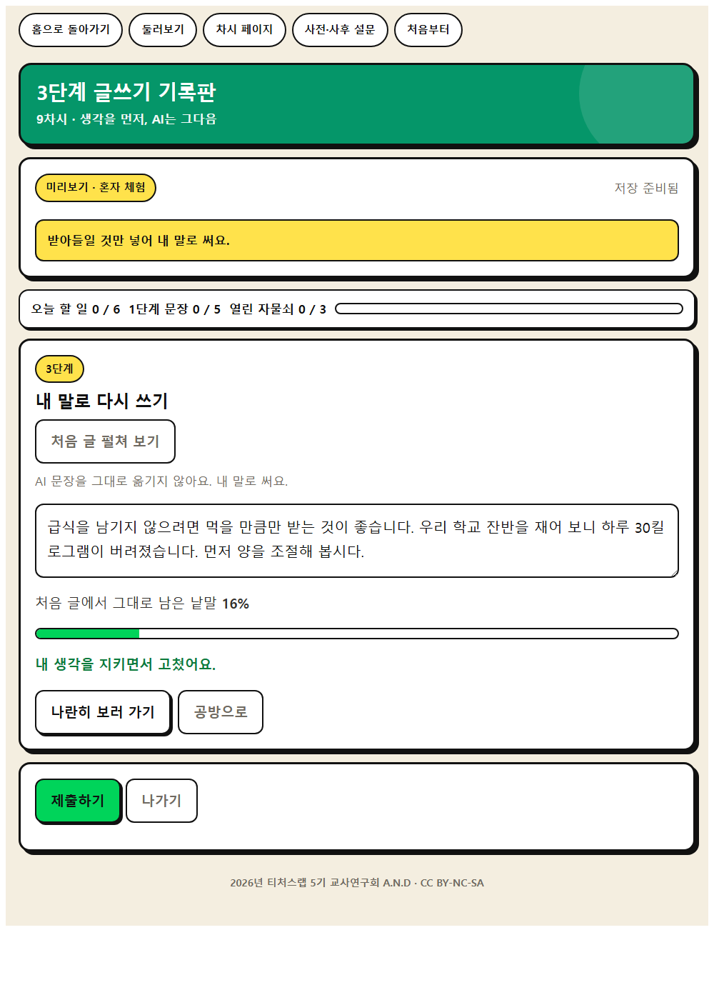 홈으로 돌아가기
둘러보기
차시 페이지
사전·사후 설문
처음부터
3단계 글쓰기 기록판
9차시 · 생각을 먼저, AI는 그다음
미리보기 · 혼자 체험
저장 준비됨
받아들일 것만 넣어 내 말로 써요.
오늘 할 일 0 / 6 1단계 문장 0 / 5 열린 자물쇠 0 / 3
3단계
내 말로 다시 쓰기
처음 글 펼쳐 보기
AI 문장을 그대로 옮기지 않아요. 내 말로 써요.
급식을 남기지 않으려면 먹을 만큼만 받는 것이 좋습니다. 우리 학교 잔반을 재어 보니 하루 30킬
로그램이 버려졌습니다. 먼저 양을 조절해 봅시다.
처음 글에서 그대로 남은 낱말 16%
내 생각을 지키면서 고쳤어요.
나란히 보러 가기
공방으로
제출하기
나가기
2026년 티처스랩 5기 교사연구회 A.N.D · CC BY-NC-SA